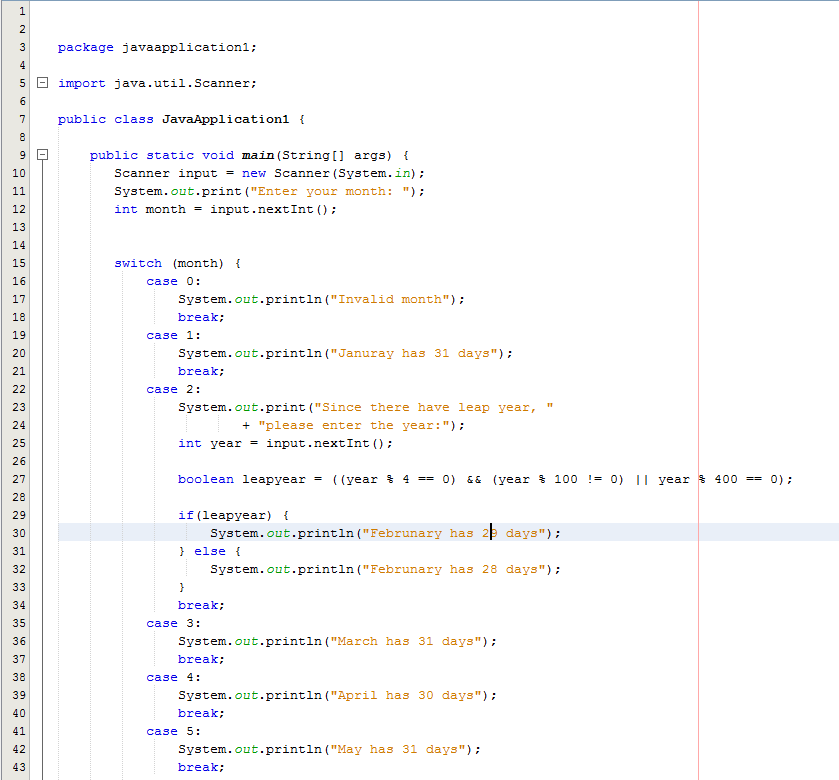 1
2
3 package javaapplication1;
4
5 import java.util.Scanner;
6
7 public class JavaApplication1 {
8
9 public static void main(String[] args) {
10 Scanner input = new Scanner(System.in);
11 System.out.print("Enter your month: ");
12 int month = input.nextInt();
13
14
15 switch (month) {
16 case 0:
17 System.out.println("Invalid month");
18 break;
19 case 1:
20 System.out.println("Januray has 31 days");
21 break;
22 case 2:
23 System.out.print("Since there have leap year, "
24 + "please enter the year:");
25 int year = input.nextInt();
26
27 boolean leapyear = ((year % 4 == 0) && (year % 100 != 0) || year % 400 == 0);
28
29 if(leapyear) {
30 System.out.println("Februnary has 29 days");
31 } else {
32 System.out.println("Februnary has 28 days");
33 }
34 break;
35 case 3:
36 System.out.println("March has 31 days");
37 break;
38 case 4:
39 System.out.println("April has 30 days");
40 break;
41 case 5:
42 System.out.println("May has 31 days");
43 break;